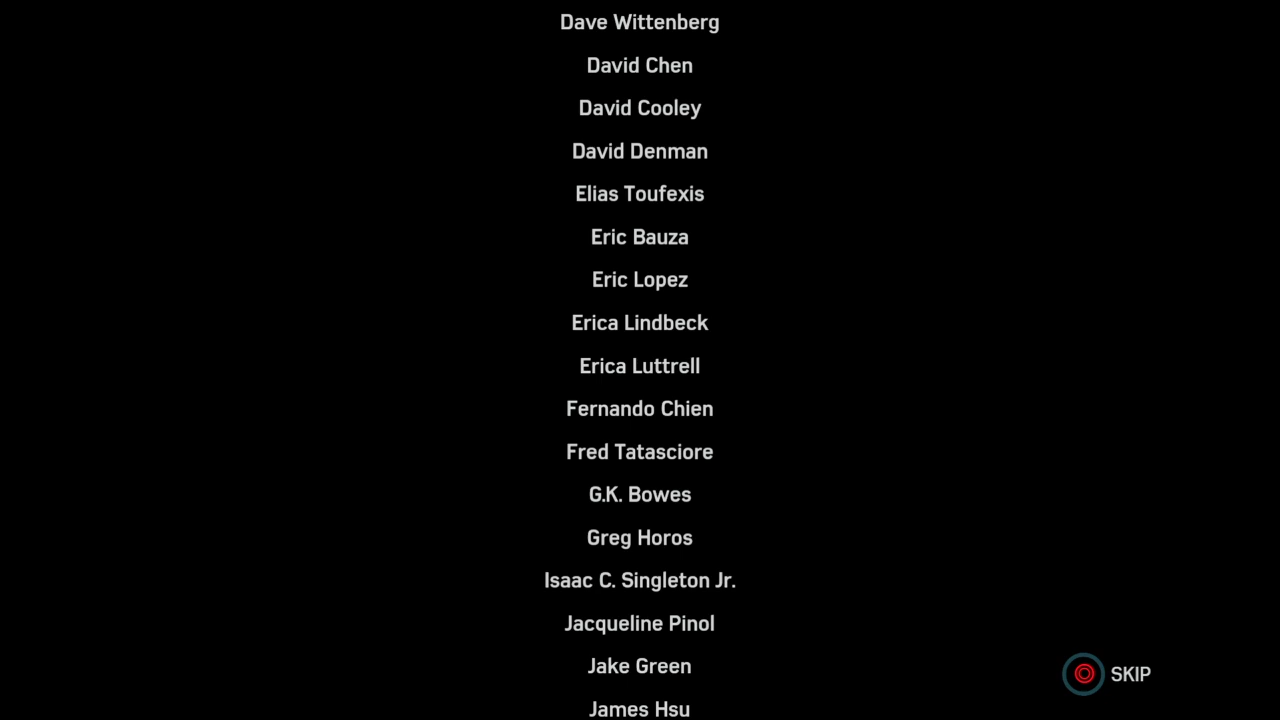 Dave Wittenberg
David Chen
David Cooley
David Denman
Elias Toufexis
Eric Bauza
Eric Lopez
Erica Lindbeck
Erica Luttrell
Fernando Chien
Fred Tatasciore
G.K. Bowes
Greg Horos
Isaac C. Singleton Jr.
Jacqueline Pinol
Jake Green
SKIP
James Hsu